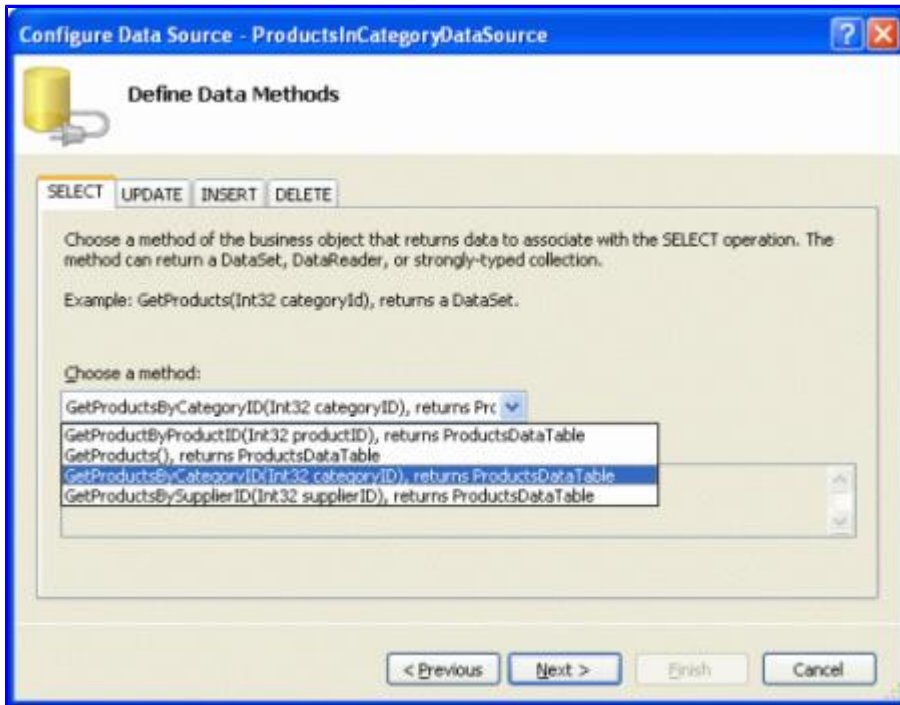 Configure Data Source - ProductsInCategoryDataSource
Define Data Methods
SELECT UPDATE INSERT DELETE
Choose a method of the business object that returns data to associate with the SELECT operation. The
method can return a DataSet, DataReader, or strongly-typed collection.
Example: GetProducts(Int32 categoryId), returns a DataSet.
Choose a method:
GetProductsByCategoryID(Int32 categoryID), returns Prc
GetProductByProductID(Int32 productID), returns ProductsDataTable
GetProducts(), returns ProductsDataTable
GetProductsByCategoryID(Int32 categoryID), returns ProductsDataTable
GetProductsBySupplierID(Int32 supplierID), returns ProductsDataTable
< Previous Next > Finish Cancel